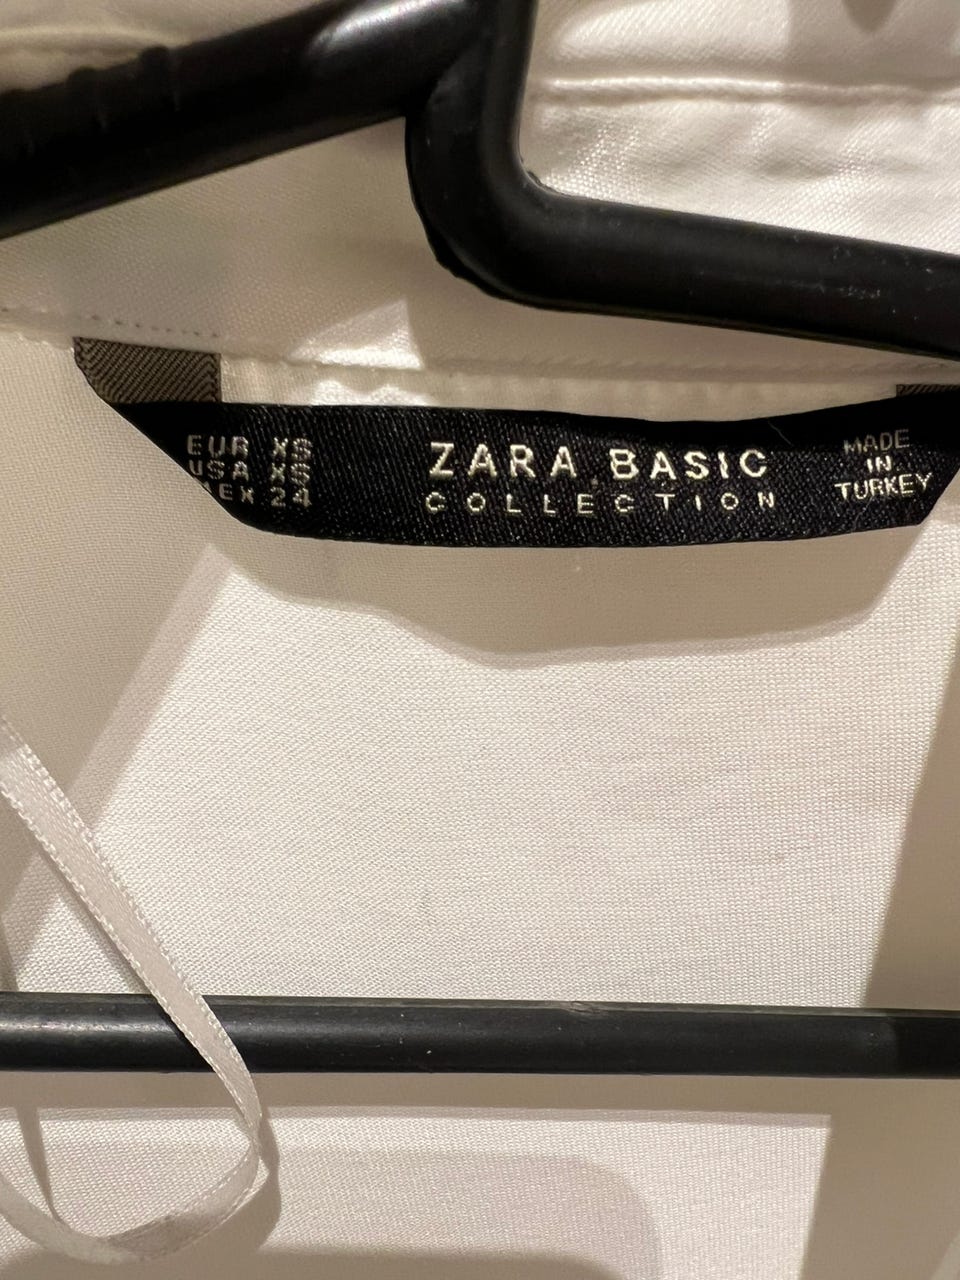 EUR XS
USA XS
MEX 24
ZARA BASIC
COLLECTION
MADE
IN
TURKEY